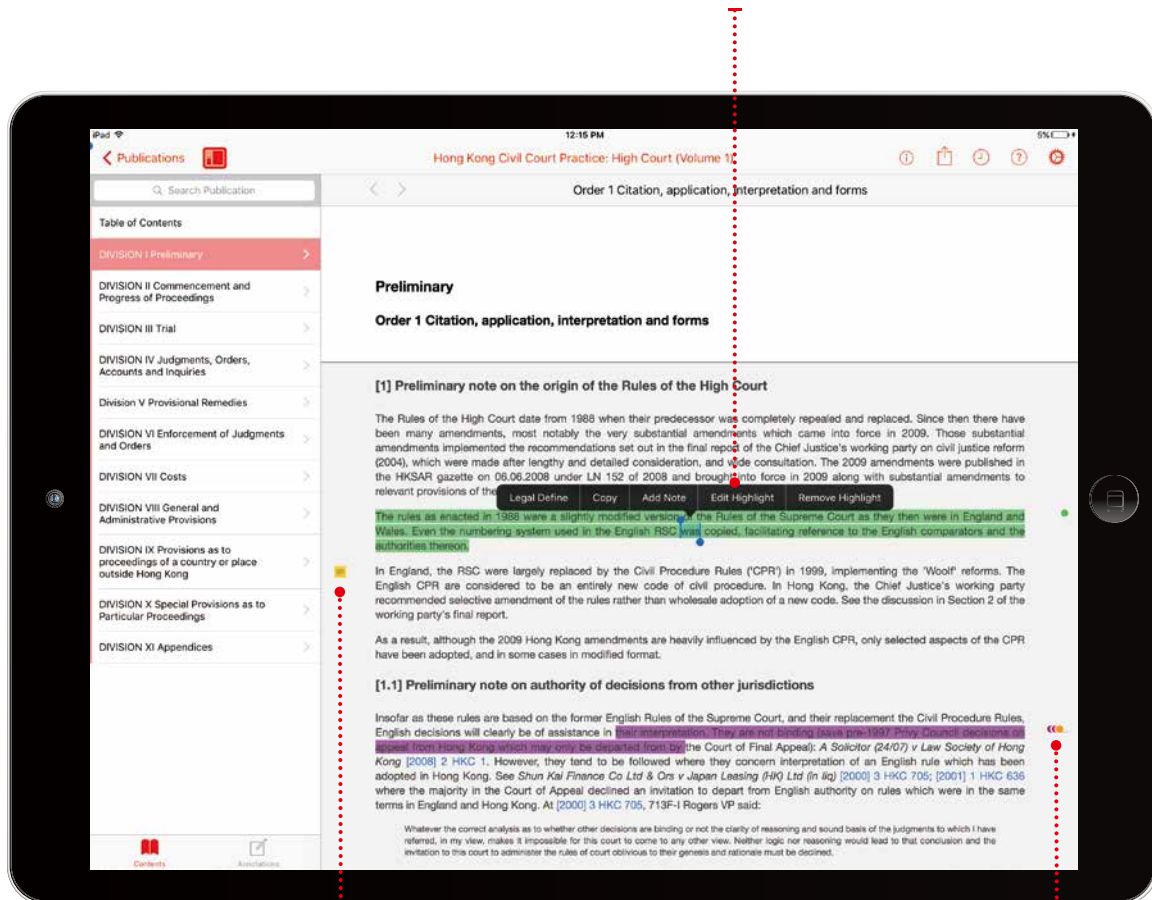 iPad 12:15 PM 5%
Publications
Hong Kong Civil Court Practice: High Court (Volume 1)
Search Publication
Order 1 Citation, application, interpretation and forms
Table of Contents
DIVISION I Preliminary
DIVISION II Commencement and
Progress of Proceedings
DIVISION III Trial
DIVISION IV Judgments, Orders,
Accounts and Inquiries
Division V Provisional Remedies
DIVISION VI Enforcement of Judgments
and Orders
DIVISION VII Costs
DIVISION VIII General and
Administrative Provisions
DIVISION IX Provisions as to
proceedings of a country or place
outside Hong Kong
DIVISION X Special Provisions as to
Particular Proceedings
DIVISION XI Appendices
Contents
Annotations
Preliminary
Order 1 Citation, application, interpretation and forms
[1] Preliminary note on the origin of the Rules of the High Court
The Rules of the High Court date from 1988 when their predecessor was completely repealed and replaced. Since then there have
been many amendments, most notably the very substantial amendments which came into force in 2009. Those substantial
amendments implemented the recommendations set out in the final report of the Chief Justice's working party on civil justice reform
(2004), which were made after lengthy and detailed consideration, and wide consultation. The 2009 amendments were published in
the HKSAR gazette on 06.06.2008 under LN 152 of 2008 and brought into force in 2009 along with substantial amendments to
relevant provisions of the
Legal Define Copy Add Note Edit Highlight Remove Highlight
The rules as enacted in 1988 were a slightly modified version of the Rules of the Supreme Court as they then were in England and
Wales. Even the numbering system used in the English RSC was copied, facilitating reference to the English comparators and the
authorities thereon.
In England, the RSC were largely replaced by the Civil Procedure Rules ('CPR') in 1999, implementing the 'Woolf' reforms. The
English CPR are considered to be an entirely new code of civil procedure. In Hong Kong, the Chief Justice's working party
recommended selective amendment of the rules rather than wholesale adoption of a new code. See the discussion in Section 2 of the
working party's final report.
As a result, although the 2009 Hong Kong amendments are heavily influenced by the English CPR, only selected aspects of the CPR
have been adopted, and in some cases in modified format.
[1.1] Preliminary note on authority of decisions from other jurisdictions
Insofar as these rules are based on the former English Rules of the Supreme Court, and their replacement the Civil Procedure Rules,
English decisions will clearly be of assistance in their interpretation. They are not binding (save pre-1997 Privy Council decisions on
appeal from Hong Kong which may only be departed from by the Court of Final Appeal): A Solicitor (24/07) v Law Society of Hong
Kong [2008] 2 HKC 1. However, they tend to be followed where they concern interpretation of an English rule which has been
adopted in Hong Kong. See Shun Kai Finance Co Ltd & Ors v Japan Leasing (HK) Ltd (in liq) [2000] 3 HKC 705; [2001] 1 HKC 636
where the majority in the Court of Appeal declined an invitation to depart from English authority on rules which were in the same
terms in England and Hong Kong. At [2000] 3 HKC 705, 713F-I Rogers VP said:
Whatever the correct analysis as to whether other decisions are binding or not the clarity of reasoning and sound basis of the judgments to which I have
referred, in my view, makes it impossible for this court to come to any other view. Neither logic nor reasoning would lead to that conclusion and the
invitation to this court to administer the rules of court oblivious to their genesis and rationale must be declined.